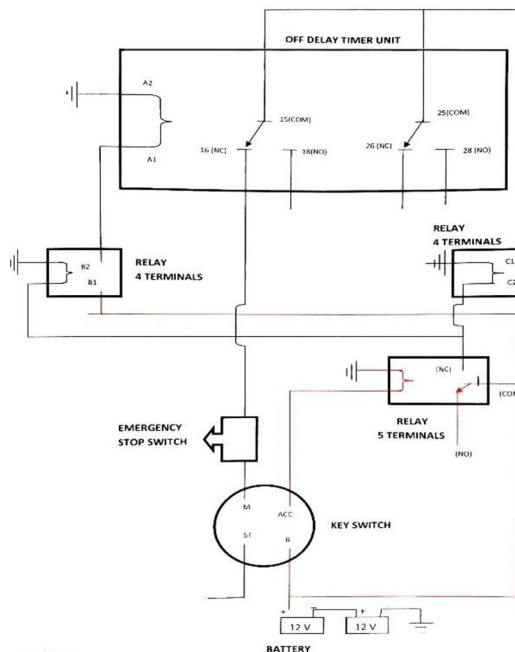 OFF DELAY TIMER UNIT
A2
15(COM)
25(COM)
16 (NC)
18(NO)
26 (NC)
28 (NO)
A1
RELAY
4 TERMINALS
C1
B2
B1
RELAY
4 TERMINALS
C2
(NC)
(COM
RELAY
5 TERMINALS
(NO)
EMERGENCY
STOP SWITCH
M
ACC
KEY SWITCH
ST
B
+
-
+
12 V
12 V
BATTERY